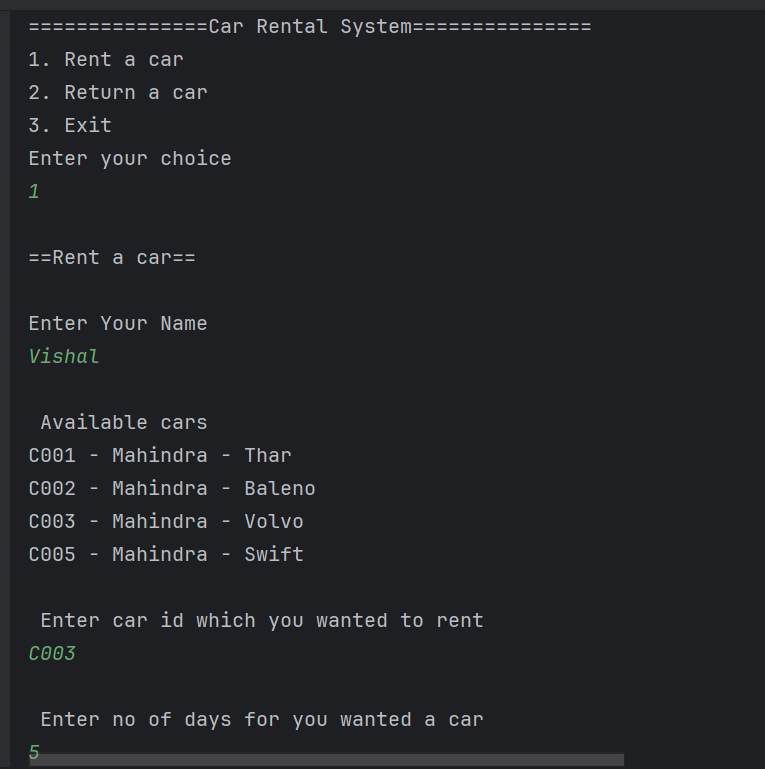 ===============Car Rental System===============
1. Rent a car
2. Return a car
3. Exit
Enter your choice
1
==Rent a car==
Enter Your Name
Vishal
Available cars
C001 - Mahindra - Thar
C002 - Mahindra - Baleno
C003 - Mahindra - Volvo
C005 - Mahindra - Swift
Enter car id which you wanted to rent
C003
Enter no of days for you wanted a car
5